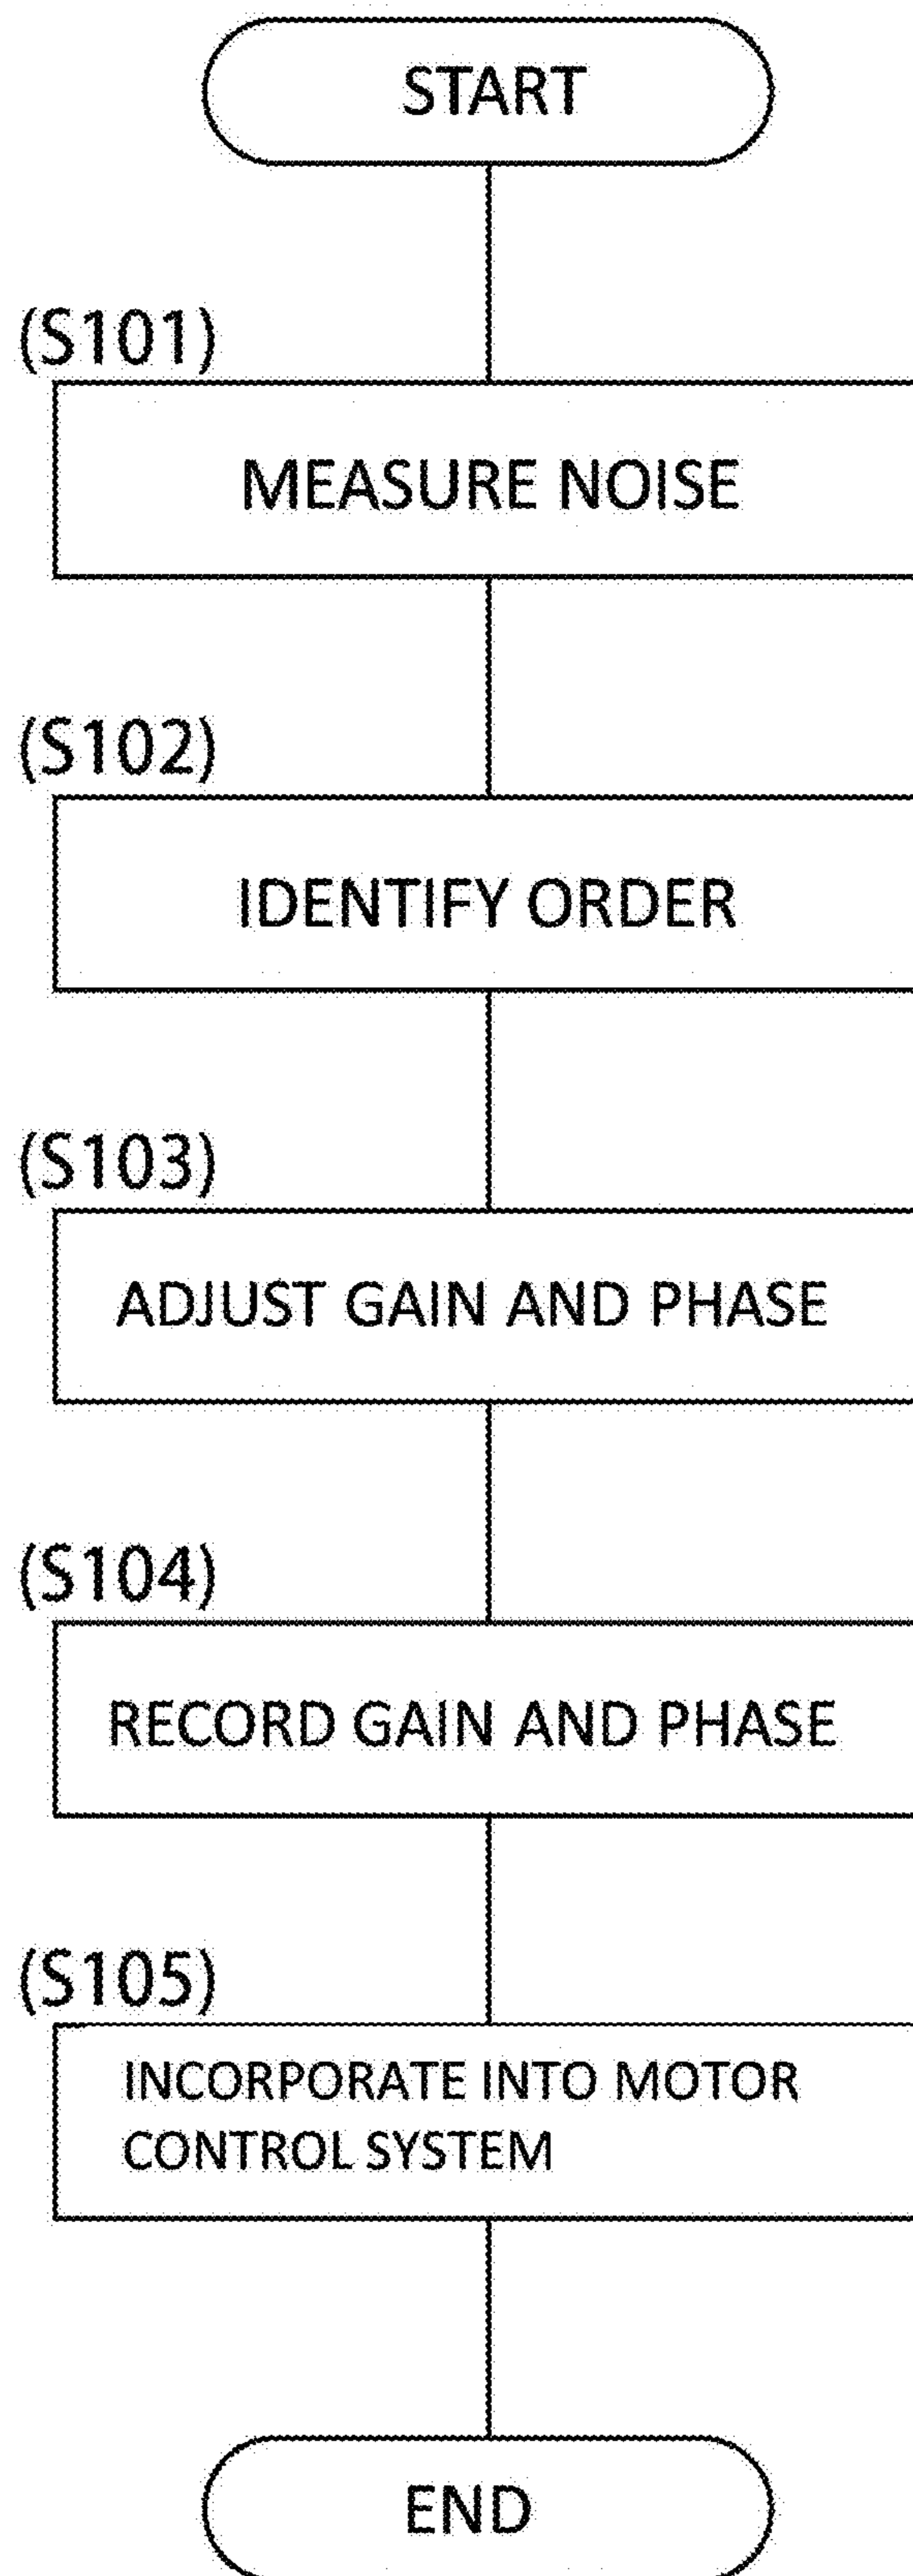 START
(S101)
MEASURE NOISE
(S102)
IDENTIFY ORDER
(S103)
ADJUST GAIN AND PHASE
(S104)
RECORD GAIN AND PHASE
(S105)
INCORPORATE INTO MOTOR
CONTROL SYSTEM
END